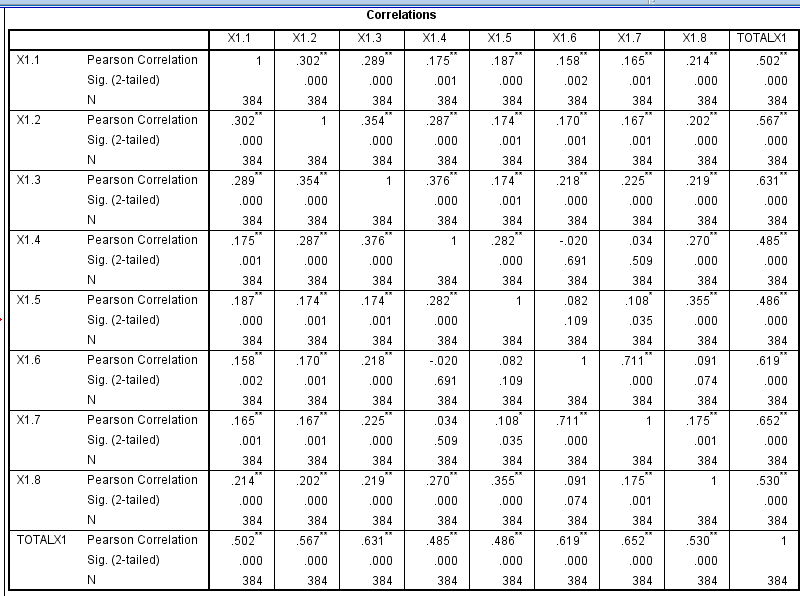 Correlations
X1.1 X1.2 X1.3 X1.4 X1.5 X1.6 X1.7 X1.8 TOTALX1
X1.1 Pearson Correlation 1 .302** .289** .175** .187** .158** .165** .214** .502**
Sig. (2-tailed) .000 .000 .001 .000 .002 .001 .000 .000
N 384 384 384 384 384 384 384 384 384
X1.2 Pearson Correlation .302** 1 .354** .287** .174** .170** .167** .202** .567**
Sig. (2-tailed) .000 .000 .000 .001 .001 .001 .000 .000
N 384 384 384 384 384 384 384 384 384
X1.3 Pearson Correlation .289** .354** 1 .376** .174** .218** .225** .219** .631**
Sig. (2-tailed) .000 .000 .000 .001 .000 .000 .000 .000
N 384 384 384 384 384 384 384 384 384
X1.4 Pearson Correlation .175** .287** .376** 1 .282** -.020 .034 .270** .485**
Sig. (2-tailed) .001 .000 .000 .000 .691 .509 .000 .000
N 384 384 384 384 384 384 384 384 384
X1.5 Pearson Correlation .187** .174** .174** .282** 1 .082 .108* .355** .486**
Sig. (2-tailed) .000 .001 .001 .000 .109 .035 .000 .000
N 384 384 384 384 384 384 384 384 384
X1.6 Pearson Correlation .158** .170** .218** -.020 .082 1 .711** .091 .619**
Sig. (2-tailed) .002 .001 .000 .691 .109 .000 .074 .000
N 384 384 384 384 384 384 384 384 384
X1.7 Pearson Correlation .165** .167** .225** .034 .108* .711** 1 .175** .652**
Sig. (2-tailed) .001 .001 .000 .509 .035 .000 .001 .000
N 384 384 384 384 384 384 384 384 384
X1.8 Pearson Correlation .214** .202** .219** .270** .355** .091 .175** 1 .530**
Sig. (2-tailed) .000 .000 .000 .000 .000 .074 .001 .000
N 384 384 384 384 384 384 384 384 384
TOTALX1 Pearson Correlation .502** .567** .631** .485** .486** .619** .652** .530** 1
Sig. (2-tailed) .000 .000 .000 .000 .000 .000 .000 .000
N 384 384 384 384 384 384 384 384 384